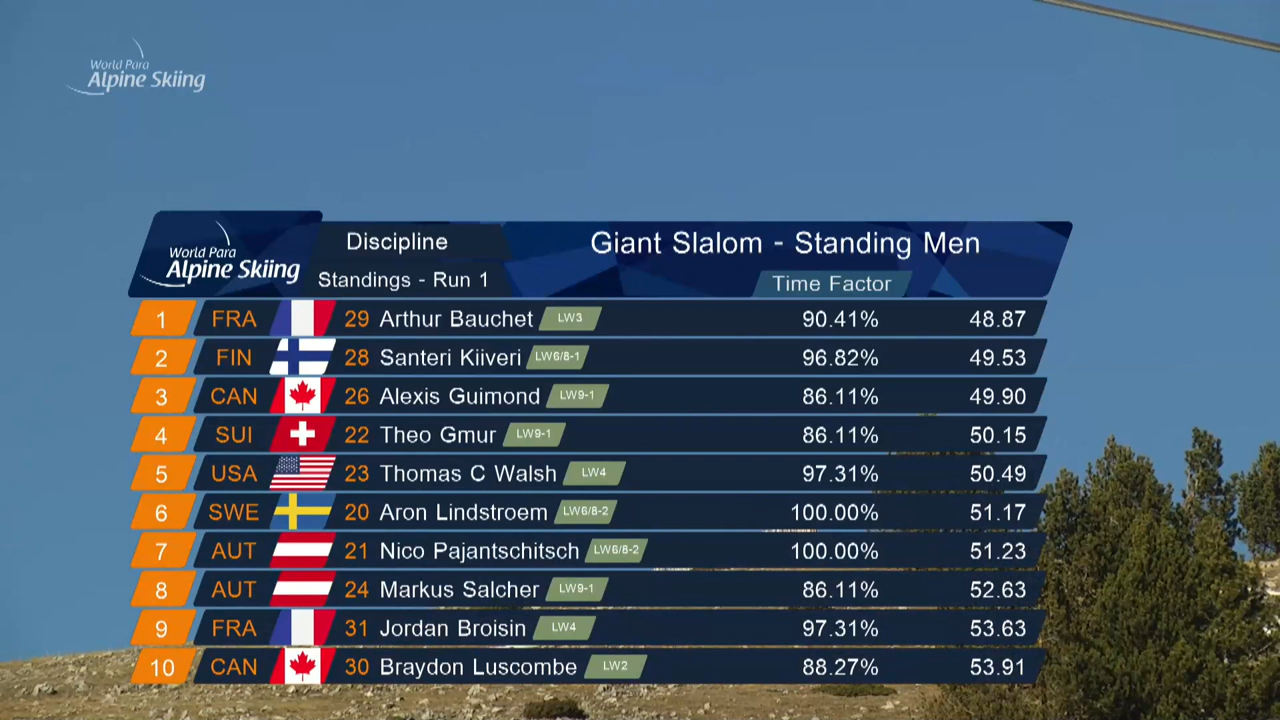 World Para
Alpine Skiing
World Para
Alpine Skiing
Discipline
Giant Slalom - Standing Men
Standings - Run 1
Time Factor
1 FRA 29 Arthur Bauchet LW3 90.41% 48.87
2 FIN 28 Santeri Kiiveri LW6/8-1 96.82% 49.53
3 CAN 26 Alexis Guimond LW9-1 86.11% 49.90
4 SUI 22 Theo Gmur LW9-1 86.11% 50.15
5 USA 23 Thomas C Walsh LW4 97.31% 50.49
6 SWE 20 Aron Lindstroem LW6/8-2 100.00% 51.17
7 AUT 21 Nico Pajantschitsch LW6/8-2 100.00% 51.23
8 AUT 24 Markus Salcher LW9-1 86.11% 52.63
9 FRA 31 Jordan Broisin LW4 97.31% 53.63
10 CAN 30 Braydon Luscombe LW2 88.27% 53.91